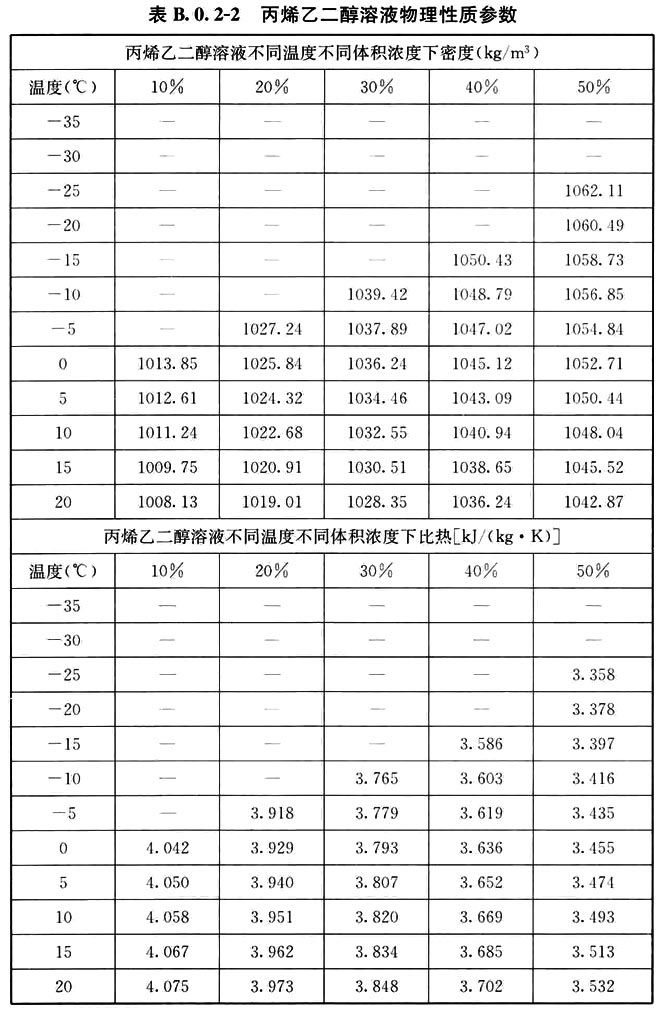 表 B.0.2-2 丙烯乙二醇溶液物理性质参数
丙烯乙二醇溶液不同温度不同体积浓度下密度(kg/m³)
温度(℃) 10% 20% 30% 40% 50%
-35 — — — — —
-30 — — — — —
-25 — — — — 1062.11
-20 — — — — 1060.49
-15 — — — 1050.43 1058.73
-10 — — 1039.42 1048.79 1056.85
-5 — 1027.24 1037.89 1047.02 1054.84
0 1013.85 1025.84 1036.24 1045.12 1052.71
5 1012.61 1024.32 1034.46 1043.09 1050.44
10 1011.24 1022.68 1032.55 1040.94 1048.04
15 1009.75 1020.91 1030.51 1038.65 1045.52
20 1008.13 1019.01 1028.35 1036.24 1042.87
丙烯乙二醇溶液不同温度不同体积浓度下比热[kJ/(kg·K)]
温度(℃) 10% 20% 30% 40% 50%
-35 — — — — —
-30 — — — — —
-25 — — — — 3.358
-20 — — — — 3.378
-15 — — — 3.586 3.397
-10 — — 3.765 3.603 3.416
-5 — 3.918 3.779 3.619 3.435
0 4.042 3.929 3.793 3.636 3.455
5 4.050 3.940 3.807 3.652 3.474
10 4.058 3.951 3.820 3.669 3.493
15 4.067 3.962 3.834 3.685 3.513
20 4.075 3.973 3.848 3.702 3.532